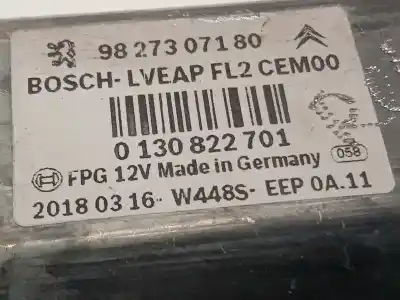 98 273 071 80
BOSCH- LVEAP FL2 CEM00
0 130 822 701
FPG 12V Made in Germany 058
2018 03 16- W448S- EEP 0A.11